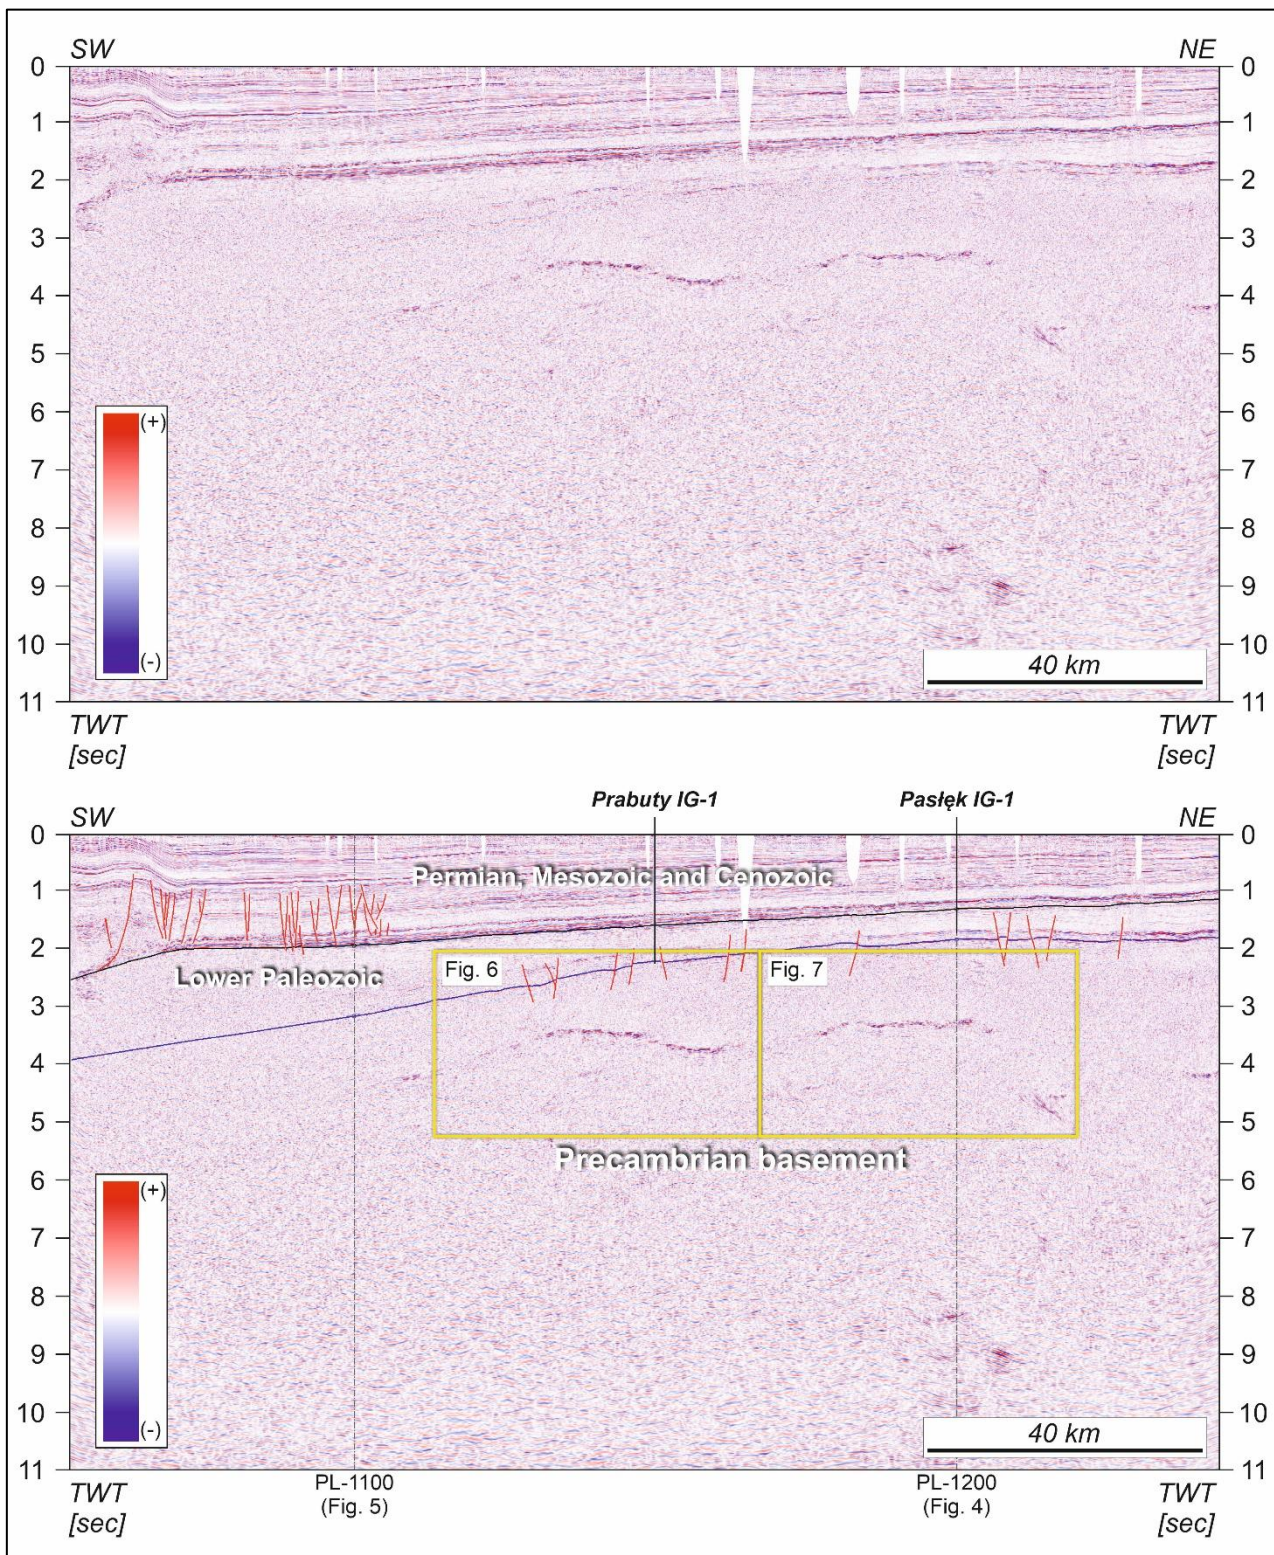 SW NE
0 0
1 1
2 2
3 3
4 4
5 5
6 6
(+)
7 7
8 8
9 9
10 10
(-)
40 km
11 11
TWT TWT
[sec] [sec]
Prabuty IG-1 Pasłęk IG-1
SW NE
0 0
Permian, Mesozoic and Cenozoic
1 1
2 2
Lower Paleozoic Fig. 6 Fig. 7
3 3
4 4
5 5
Precambrian basement
6 6
(+)
7 7
8 8
9 9
10 10
(-)
40 km
11 11
TWT PL-1100 PL-1200 TWT
[sec] (Fig. 5) (Fig. 4) [sec]